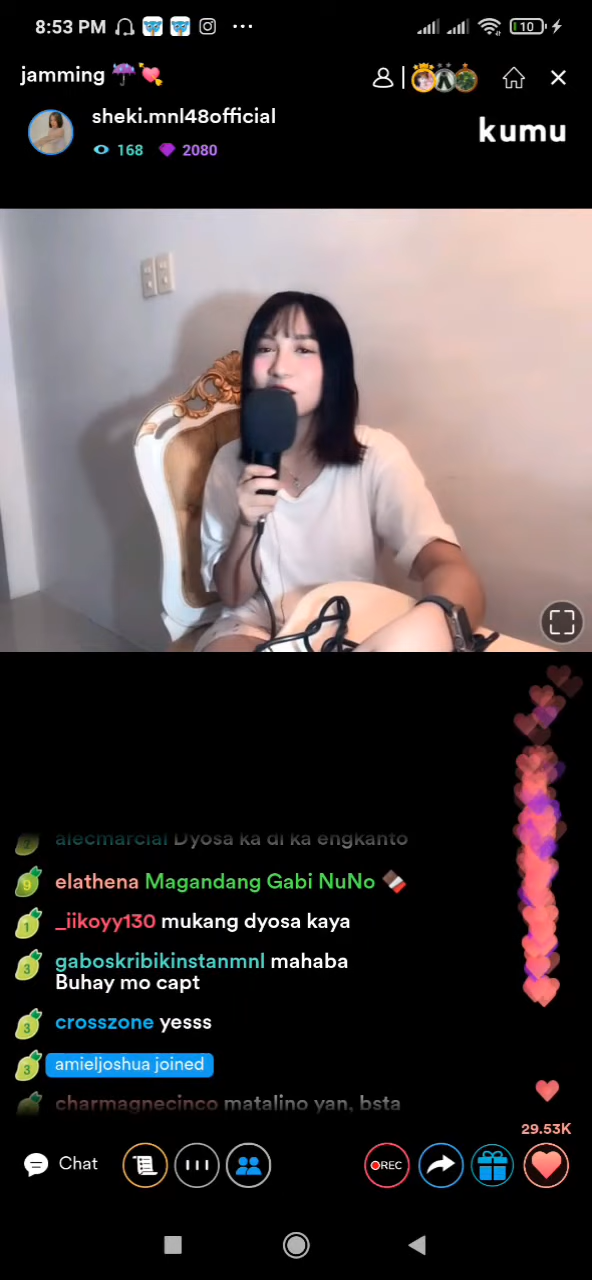 8:53 PM
10
jamming
sheki.mnl48official
168 2080
kumu
alecmarcial Dyosa ka di ka engkanto
9 elathena Magandang Gabi NuNo
1 _iikoyy130 mukang dyosa kaya
3 gaboskribikinstanmnl mahaba
Buhay mo capt
3 crosszone yesss
3 amieljoshua joined
charmagnecinco matalino yan, bsta
29.53K
Chat
REC